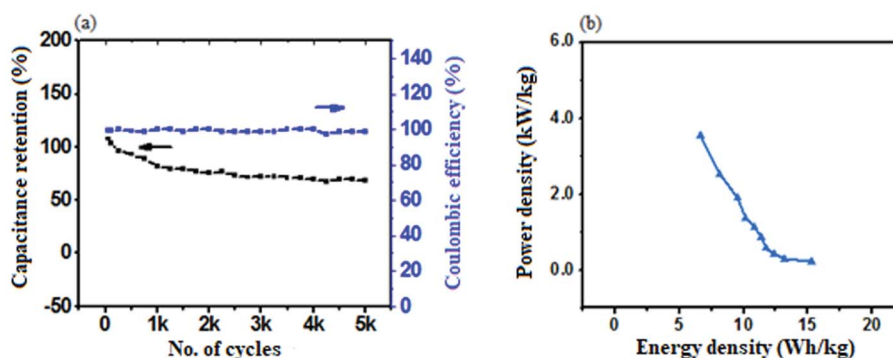 (a)
Capacitance retention (%)
200
150
100
50
0
-50
0
1k
2k
3k
4k
5k
No. of cycles
140
120
100
80
60
40
20
0
Coulombic efficiency (%)
(b)
Power density (kW/kg)
6.0
4.0
2.0
0.0
0
5
10
15
20
Energy density (Wh/kg)